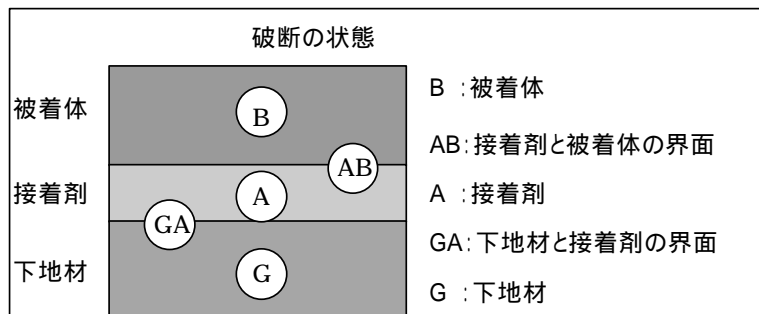 破断の状態
被着体
接着剤
下地材
B
AB
A
GA
G
B :被着体
AB:接着剤と被着体の界面
A :接着剤
GA:下地材と接着剤の界面
G :下地材